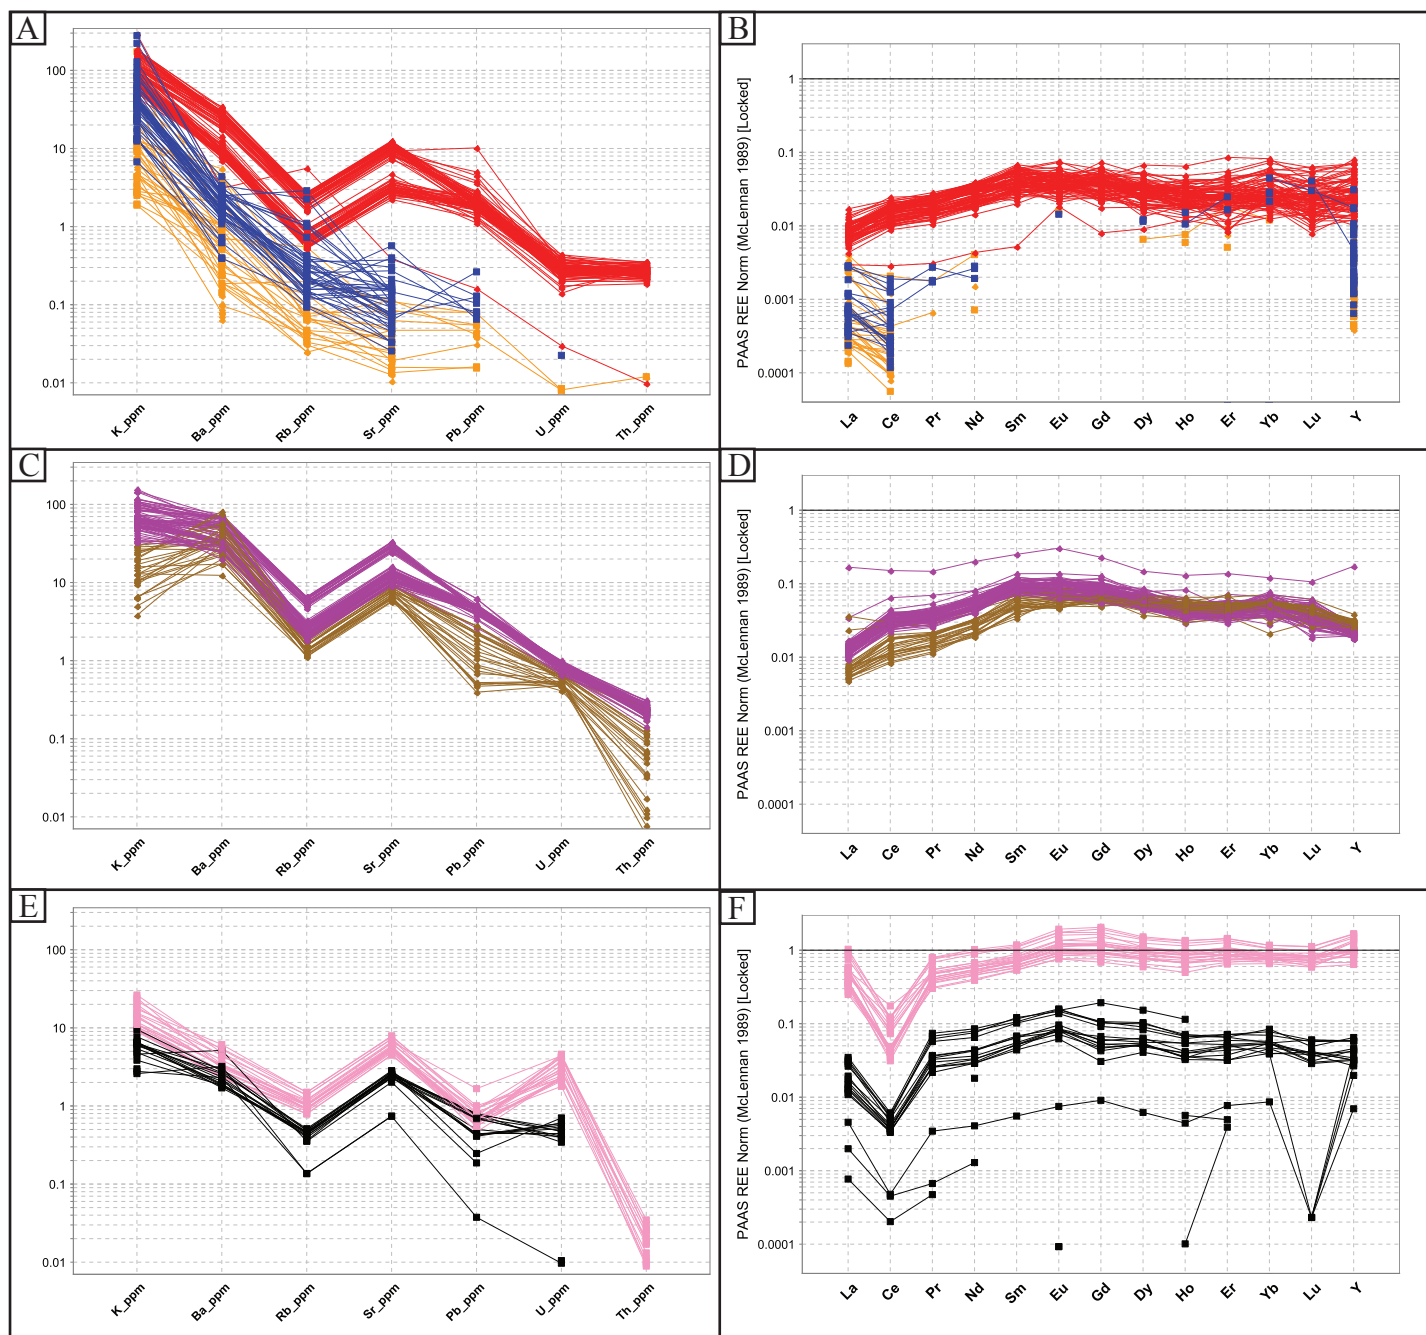 A
100
10
1
0.1
0.01
K_ppm
Ba_ppm
Rb_ppm
Sr_ppm
Pb_ppm
U_ppm
Th_ppm
B
PAAS REE Norm (McLennan 1989) [Locked]
1
0.1
0.01
0.001
0.0001
La
Ce
Pr
Nd
Sm
Eu
Gd
Dy
Ho
Er
Yb
Lu
Y
C
100
10
1
0.1
0.01
K_ppm
Ba_ppm
Rb_ppm
Sr_ppm
Pb_ppm
U_ppm
Th_ppm
D
PAAS REE Norm (McLennan 1989) [Locked]
1
0.1
0.01
0.001
0.0001
La
Ce
Pr
Nd
Sm
Eu
Gd
Dy
Ho
Er
Yb
Lu
Y
E
100
10
1
0.1
0.01
K_ppm
Ba_ppm
Rb_ppm
Sr_ppm
Pb_ppm
U_ppm
Th_ppm
F
PAAS REE Norm (McLennan 1989) [Locked]
1
0.1
0.01
0.001
0.0001
La
Ce
Pr
Nd
Sm
Eu
Gd
Dy
Ho
Er
Yb
Lu
Y